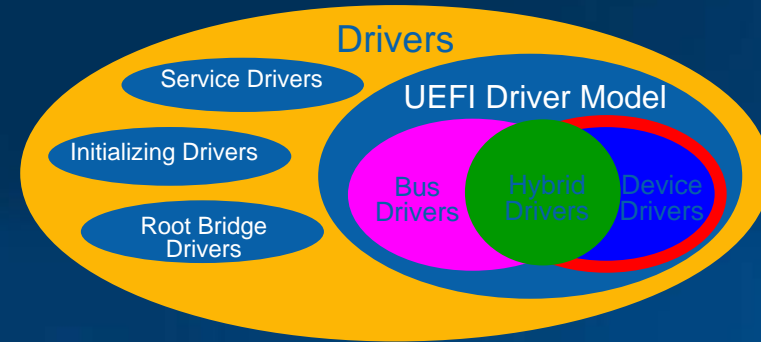 Drivers
Service Drivers
UEFI Driver Model
Initializing Drivers
Root Bridge
Drivers
Bus
Drivers
Hybrid
Drivers
Device
Drivers